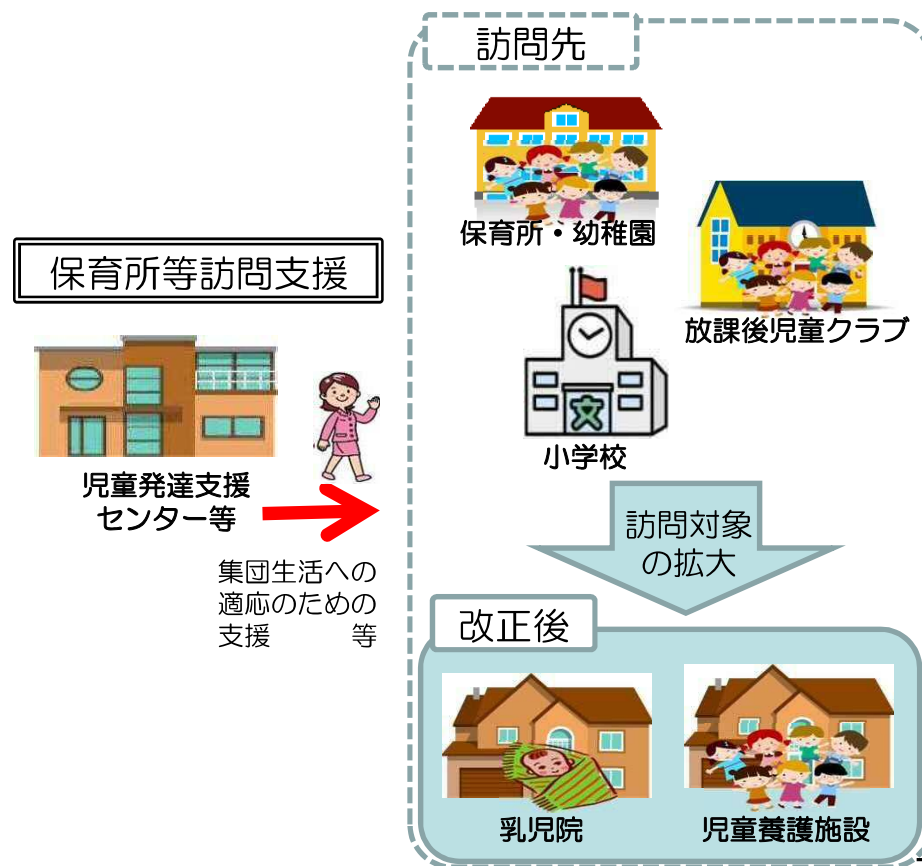 訪問先
保育所・幼稚園
放課後児童クラブ
文
小学校
保育所等訪問支援
児童発達支援
センター等
集団生活への
適応のための
支援　　　等
訪問対象
の拡大
改正後
乳児院
児童養護施設